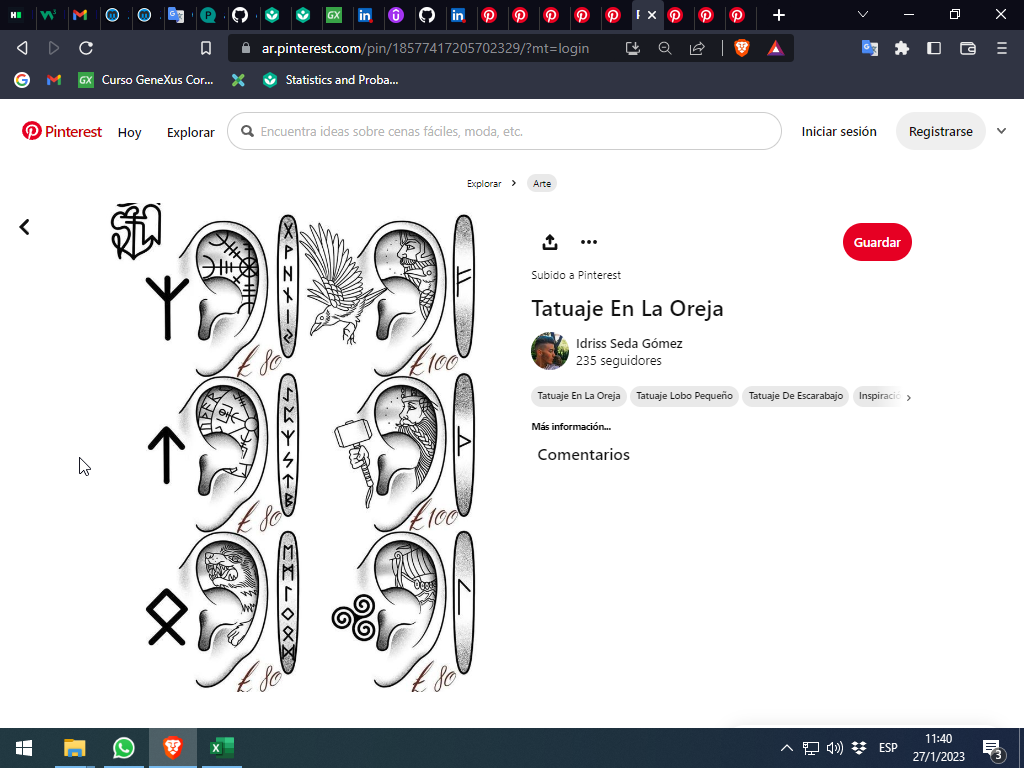 ar.pinterest.com/pin/18577417205702329/?mt=login
GX Curso GeneXus Cor...
Statistics and Proba...
Pinterest
Hoy
Explorar
Encuentra ideas sobre cenas fáciles, moda, etc.
Iniciar sesión
Registrarse
Explorar
Arte
Guardar
Subido a Pinterest
Tatuaje En La Oreja
Idriss Seda Gómez
235 seguidores
Tatuaje En La Oreja
Tatuaje Lobo Pequeño
Tatuaje De Escarabajo
Más información...
Comentarios
£80
£100
£80
£100
£80
£80
ESP
11:40
27/1/2023
3